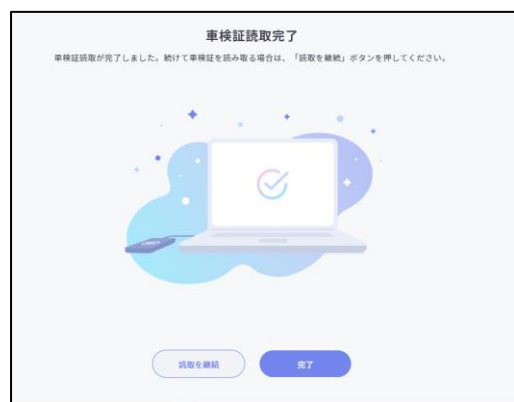 車検証読取完了
車検証読取が完了しました。続けて車検証を読み取る場合は、「読取を継続」ボタンを押してください。
読取を継続
完了